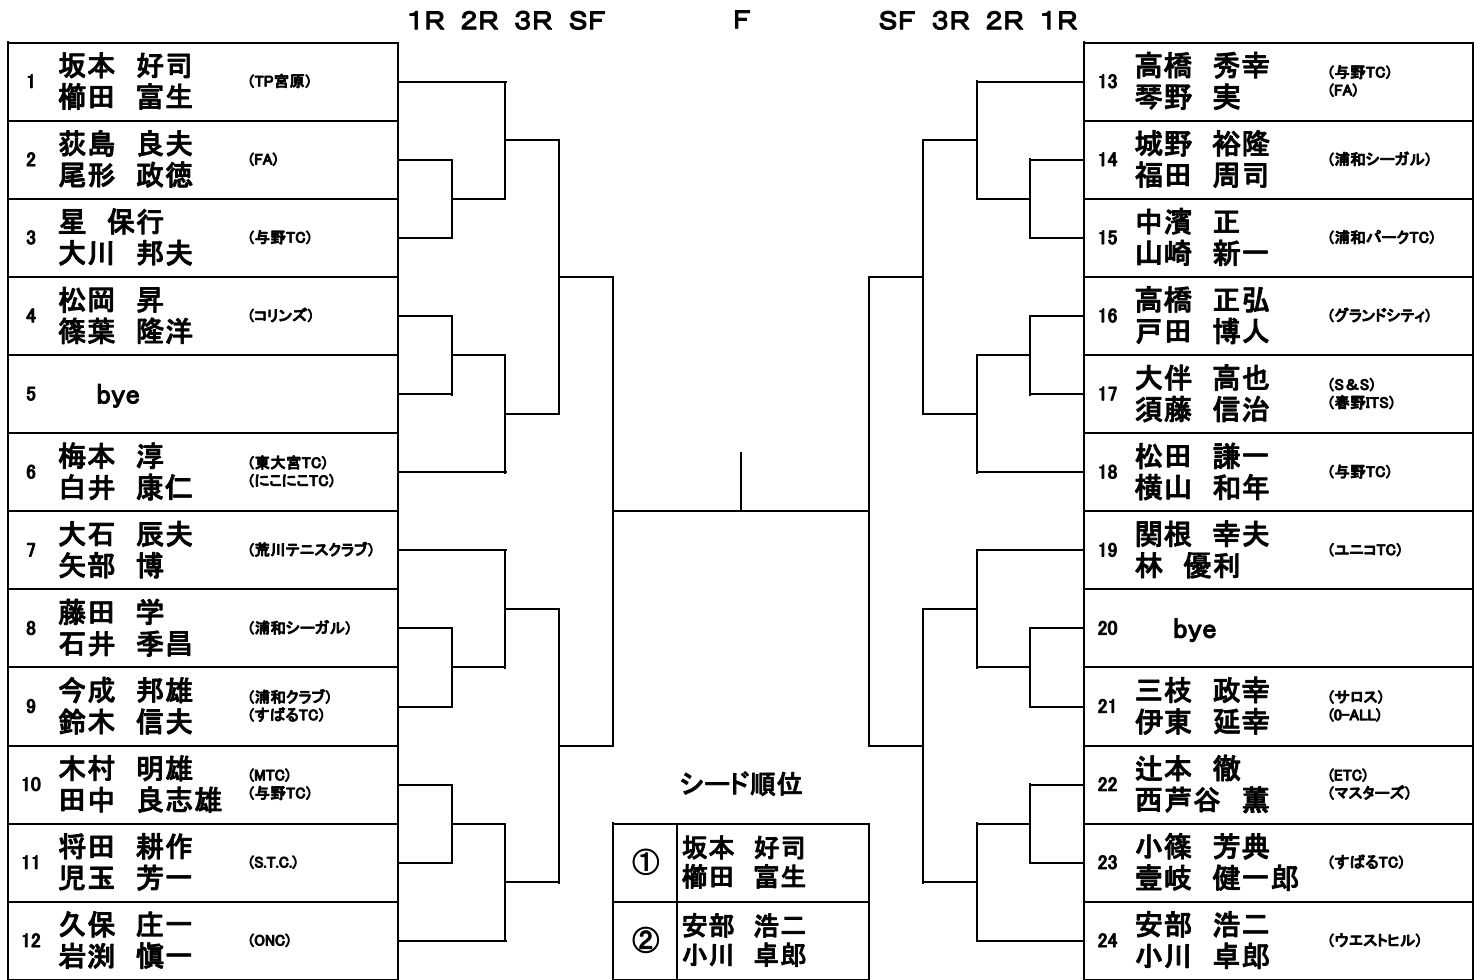 1R 2R 3R SF F SF 3R 2R 1R
1 坂本 好司 (TP宮原)
櫛田 富生
2 荻島 良夫 (FA)
尾形 政徳
3 星 保行 (与野TC)
大川 邦夫
4 松岡 昇 (コリンズ)
篠葉 隆洋
5 bye
6 梅本 淳 (東大宮TC)
白井 康仁 (にこにこTC)
7 大石 辰夫 (荒川テニスクラブ)
矢部 博
8 藤田 学 (浦和シーガル)
石井 季昌
9 今成 邦雄 (浦和クラブ)
鈴木 信夫 (すばるTC)
10 木村 明雄 (MTC)
田中 良志雄 (与野TC)
11 将田 耕作 (S.T.C.)
児玉 芳一
12 久保 庄一 (ONC)
岩渕 愼一
シード順位
① 坂本 好司
櫛田 富生
② 安部 浩二
小川 卓郎
13 高橋 秀幸 (与野TC)
琴野 実 (FA)
14 城野 裕隆 (浦和シーガル)
福田 周司
15 中濱 正 (浦和パークTC)
山崎 新一
16 高橋 正弘 (グランドシティ)
戸田 博人
17 大伴 高也 (S&S)
須藤 信治 (春野ITS)
18 松田 謙一 (与野TC)
横山 和年
19 関根 幸夫 (ユニコTC)
林 優利
20 bye
21 三枝 政幸 (サロス)
伊東 延幸 (0-ALL)
22 辻本 徹 (ETC)
西芦谷 薫 (マスターズ)
23 小篠 芳典 (すばるTC)
壹岐 健一郎
24 安部 浩二 (ウエストヒル)
小川 卓郎